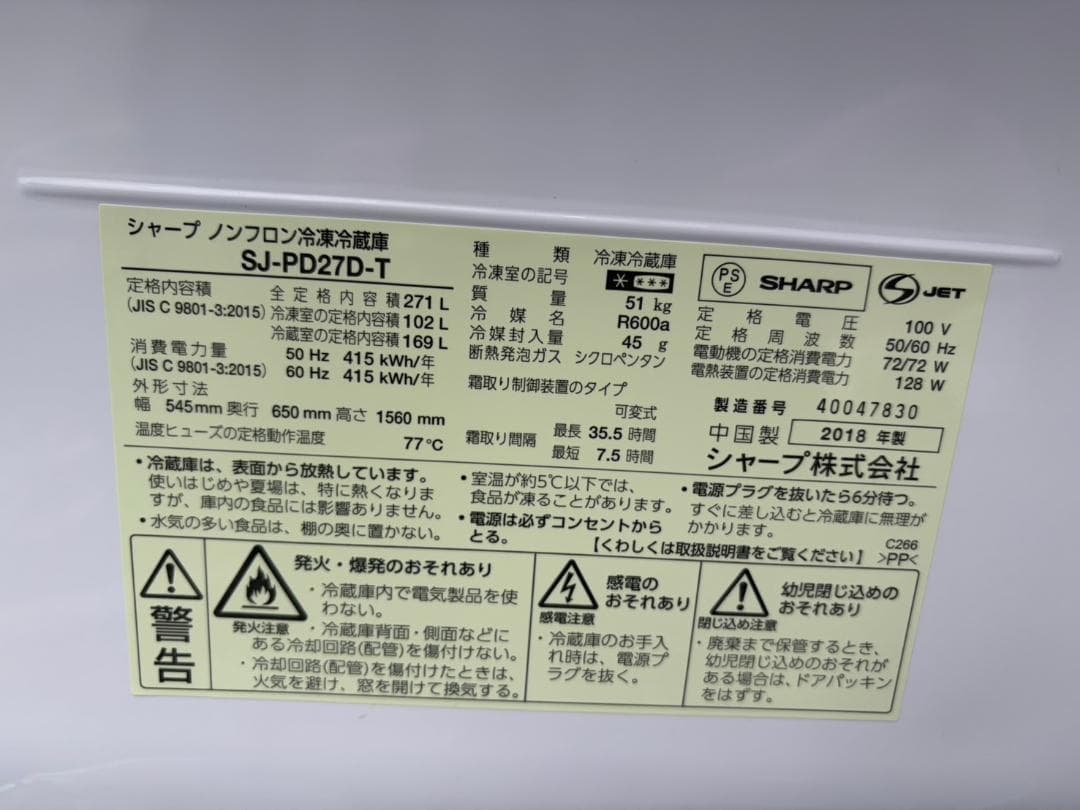 シャープ ノンフロン冷凍冷蔵庫
SJ-PD27D-T
定格内容積
(JIS C 9801-3:2015)
全定格内容積 271 L
冷凍室の定格内容積 102 L
冷蔵室の定格内容積 169 L
消費電力量
(JIS C 9801-3:2015)
50 Hz 415 kWh/年
60 Hz 415 kWh/年
外形寸法
幅 545mm 奥行 650 mm 高さ 1560 mm
温度ヒューズの定格動作温度 77℃
種類 冷凍冷蔵庫
冷凍室の記号 * ***
質量 51 kg
冷媒名 R600a
冷媒封入量 45 g
断熱発泡ガス シクロペンタン
霜取り制御装置のタイプ
可変式
霜取り間隔 最長 35.5 時間
最短 7.5 時間
PS
E
SHARP
S JET
定格電圧 100 V
定格周波数 50/60 Hz
電動機の定格消費電力 72/72 W
電熱装置の定格消費電力 128 W
製造番号 40047830
中国製 2018 年製
シャープ株式会社
・冷蔵庫は、表面から放熱しています。
使いはじめや夏場は、特に熱くなりま
すが、庫内の食品には影響ありません。
・水気の多い食品は、棚の奥に置かない。
・室温が約5℃以下では、
食品が凍ることがあります。
・電源は必ずコンセントから
とる。
・電源プラグを抜いたら6分待つ。
すぐに差し込むと冷蔵庫に無理が
かかります。
C266
【くわしくは取扱説明書をご覧ください】 >PP<
警告
発火注意
発火・爆発のおそれあり
・冷蔵庫内で電気製品を使
わない。
・冷蔵庫背面・側面などに
ある冷却回路(配管)を傷付けない。
・冷却回路(配管)を傷付けたときは、
火気を避け、窓を開けて換気する。
感電注意
感電の
おそれあり
・冷蔵庫のお手入
れ時は、電源プ
ラグを抜く。
閉じ込め注意
幼児閉じ込めの
おそれあり
・廃棄まで保管するとき、
幼児閉じ込めのおそれが
ある場合は、ドアパッキン
をはずす。